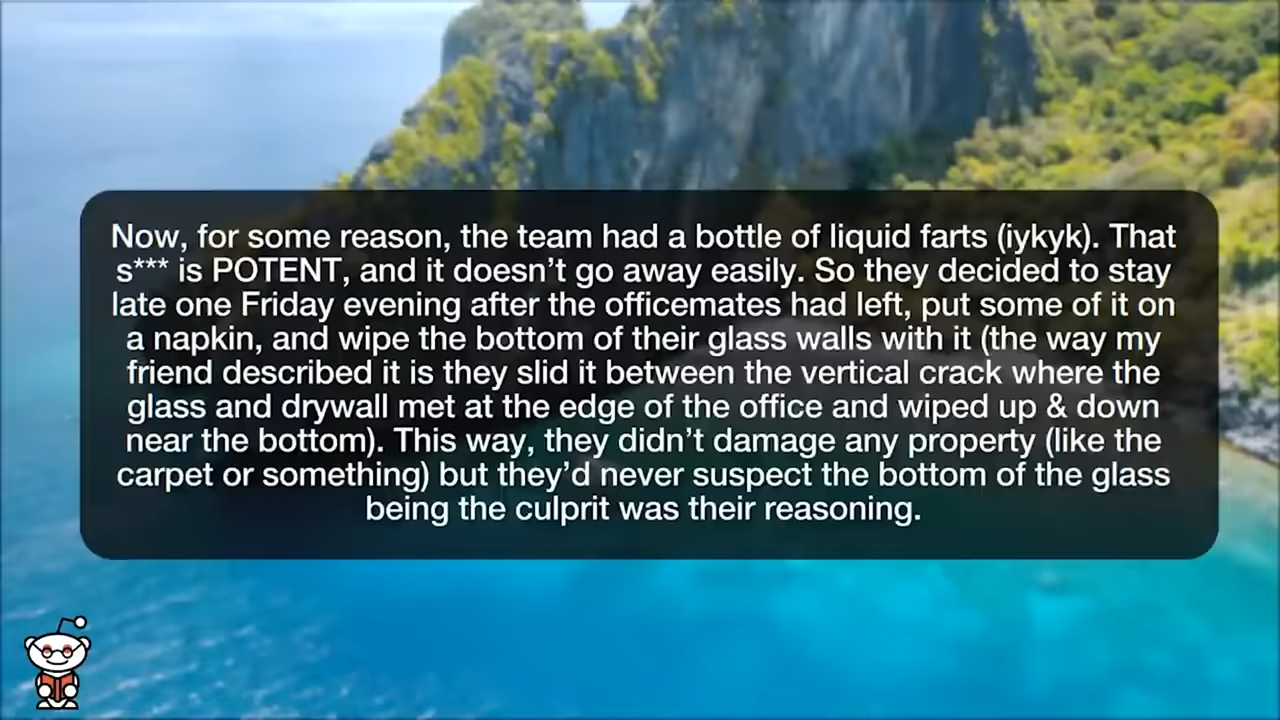 Now, for some reason, the team had a bottle of liquid farts (iykyk). That
s*** is POTENT, and it doesn’t go away easily. So they decided to stay
late one Friday evening after the officemates had left, put some of it on
a napkin, and wipe the bottom of their glass walls with it (the way my
friend described it is they slid it between the vertical crack where the
glass and drywall met at the edge of the office and wiped up & down
near the bottom). This way, they didn’t damage any property (like the
carpet or something) but they’d never suspect the bottom of the glass
being the culprit was their reasoning.